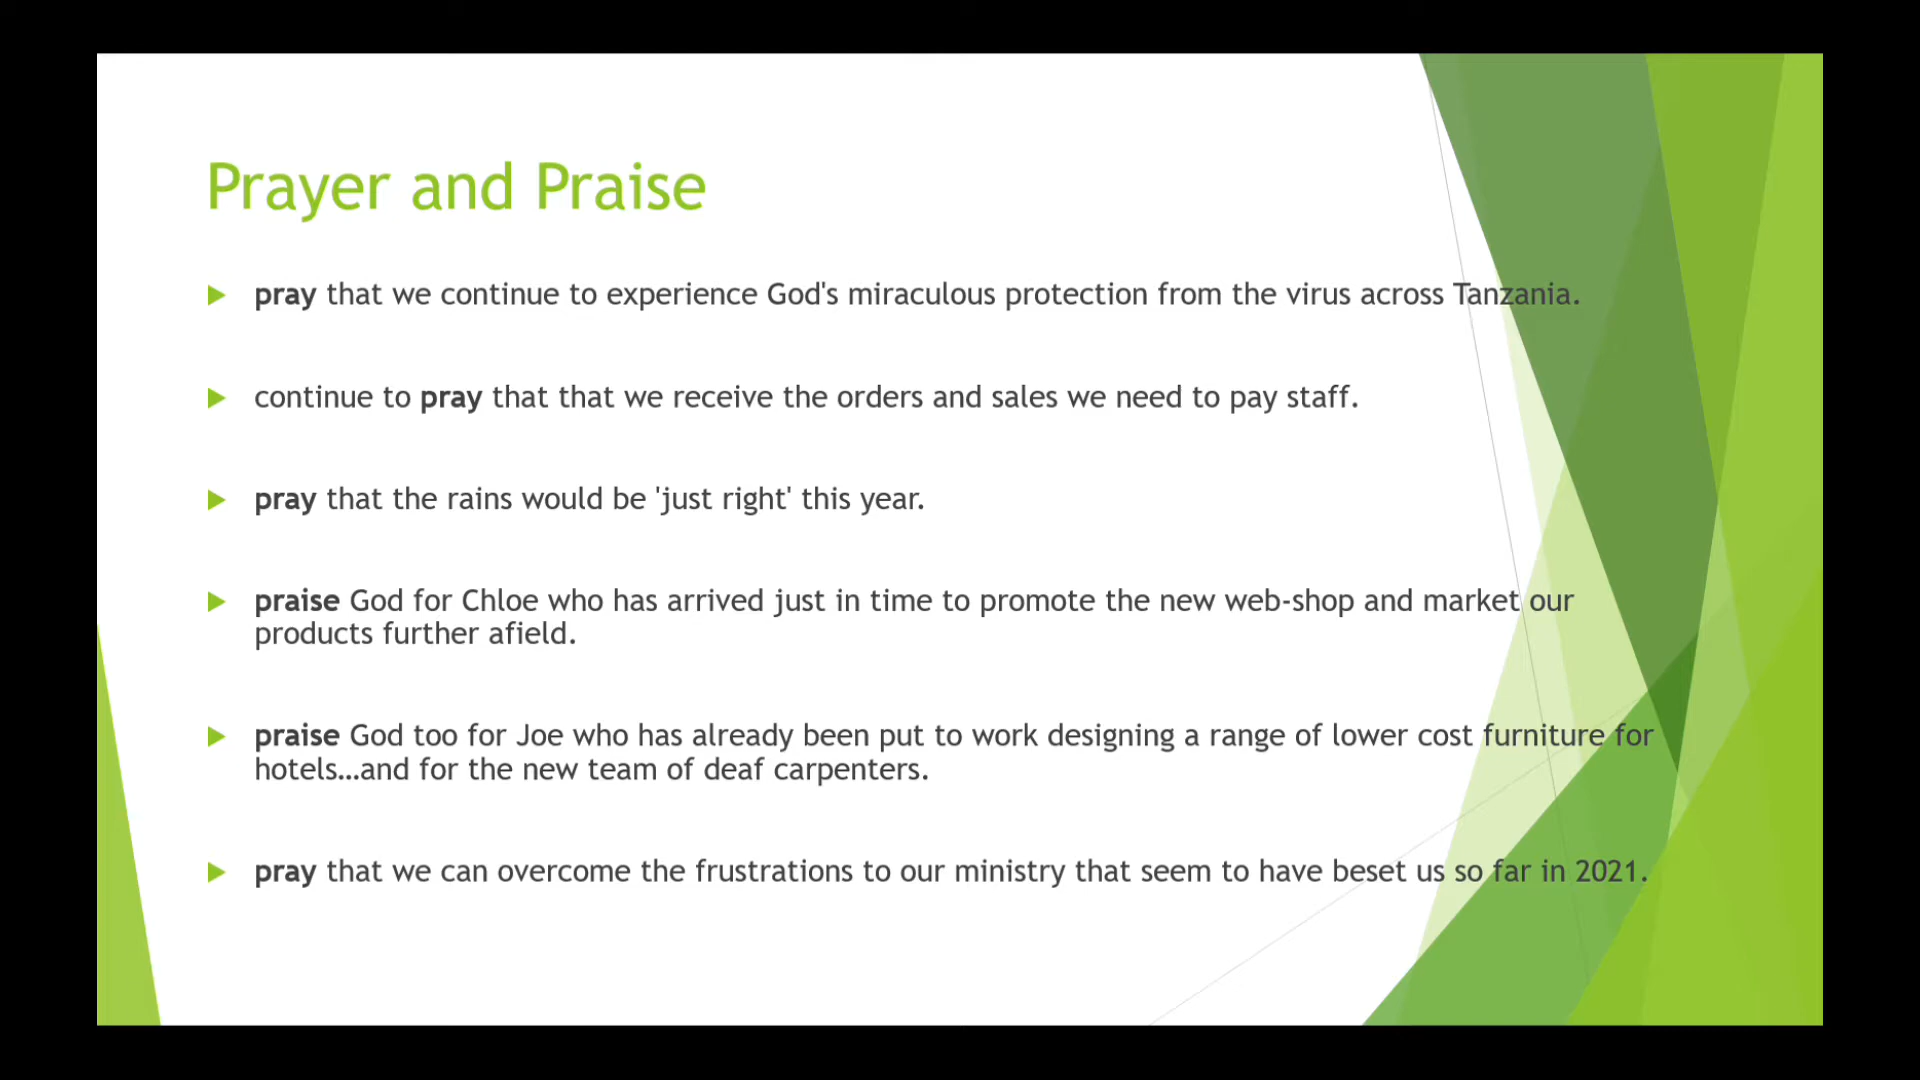 Prayer and Praise
pray that we continue to experience God's miraculous protection from the virus across Tanzania.
continue to pray that that we receive the orders and sales we need to pay staff.
pray that the rains would be 'just right' this year.
praise God for Chloe who has arrived just in time to promote the new web-shop and market our
products further afield.
praise God too for Joe who has already been put to work designing a range of lower cost furniture for
hotels…and for the new team of deaf carpenters.
pray that we can overcome the frustrations to our ministry that seem to have beset us so far in 2021.